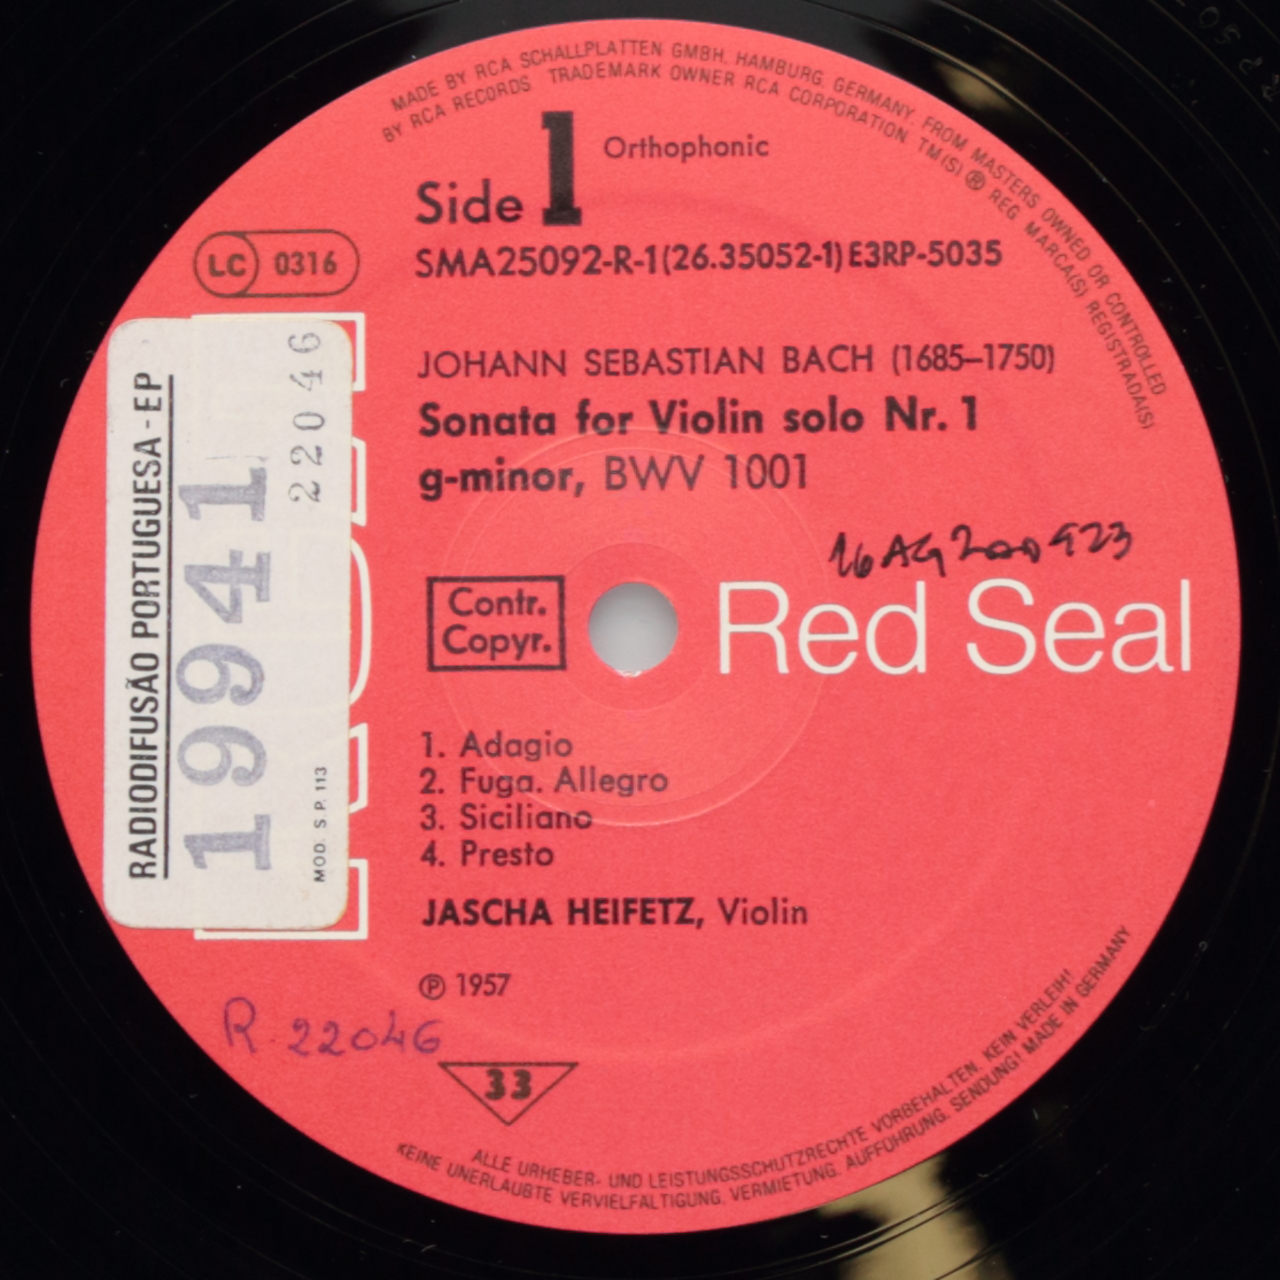 MADE BY RCA SCHALLPLATTEN GMBH, HAMBURG, GERMANY, FROM MASTERS OWNED OR CONTROLLED
BY RCA RECORDS TRADEMARK OWNER RCA CORPORATION TM(S) ® REG MARCA(S) REGISTRADA(S)
Side 1
Orthophonic
SMA25092-R-1(26.35052-1) E3RP-5035
LC 0316
JOHANN SEBASTIAN BACH (1685–1750)
Sonata for Violin solo Nr. 1
g-minor, BWV 1001
RADIODIFUSÃO PORTUGUESA - EP
19941
22046
MOD. S.P. 113
Contr.
Copyr.
Red Seal
1. Adagio
2. Fuga. Allegro
3. Siciliano
4. Presto
JASCHA HEIFETZ, Violin
℗ 1957
R 22046
33
ALLE URHEBER- UND LEISTUNGSSCHUTZRECHTE VORBEHALTEN. KEIN VERLEIH!
KEINE UNERLAUBTE VERVIELFÄLTIGUNG, VERMIETUNG, AUFFÜHRUNG, SENDUNG! MADE IN GERMANY